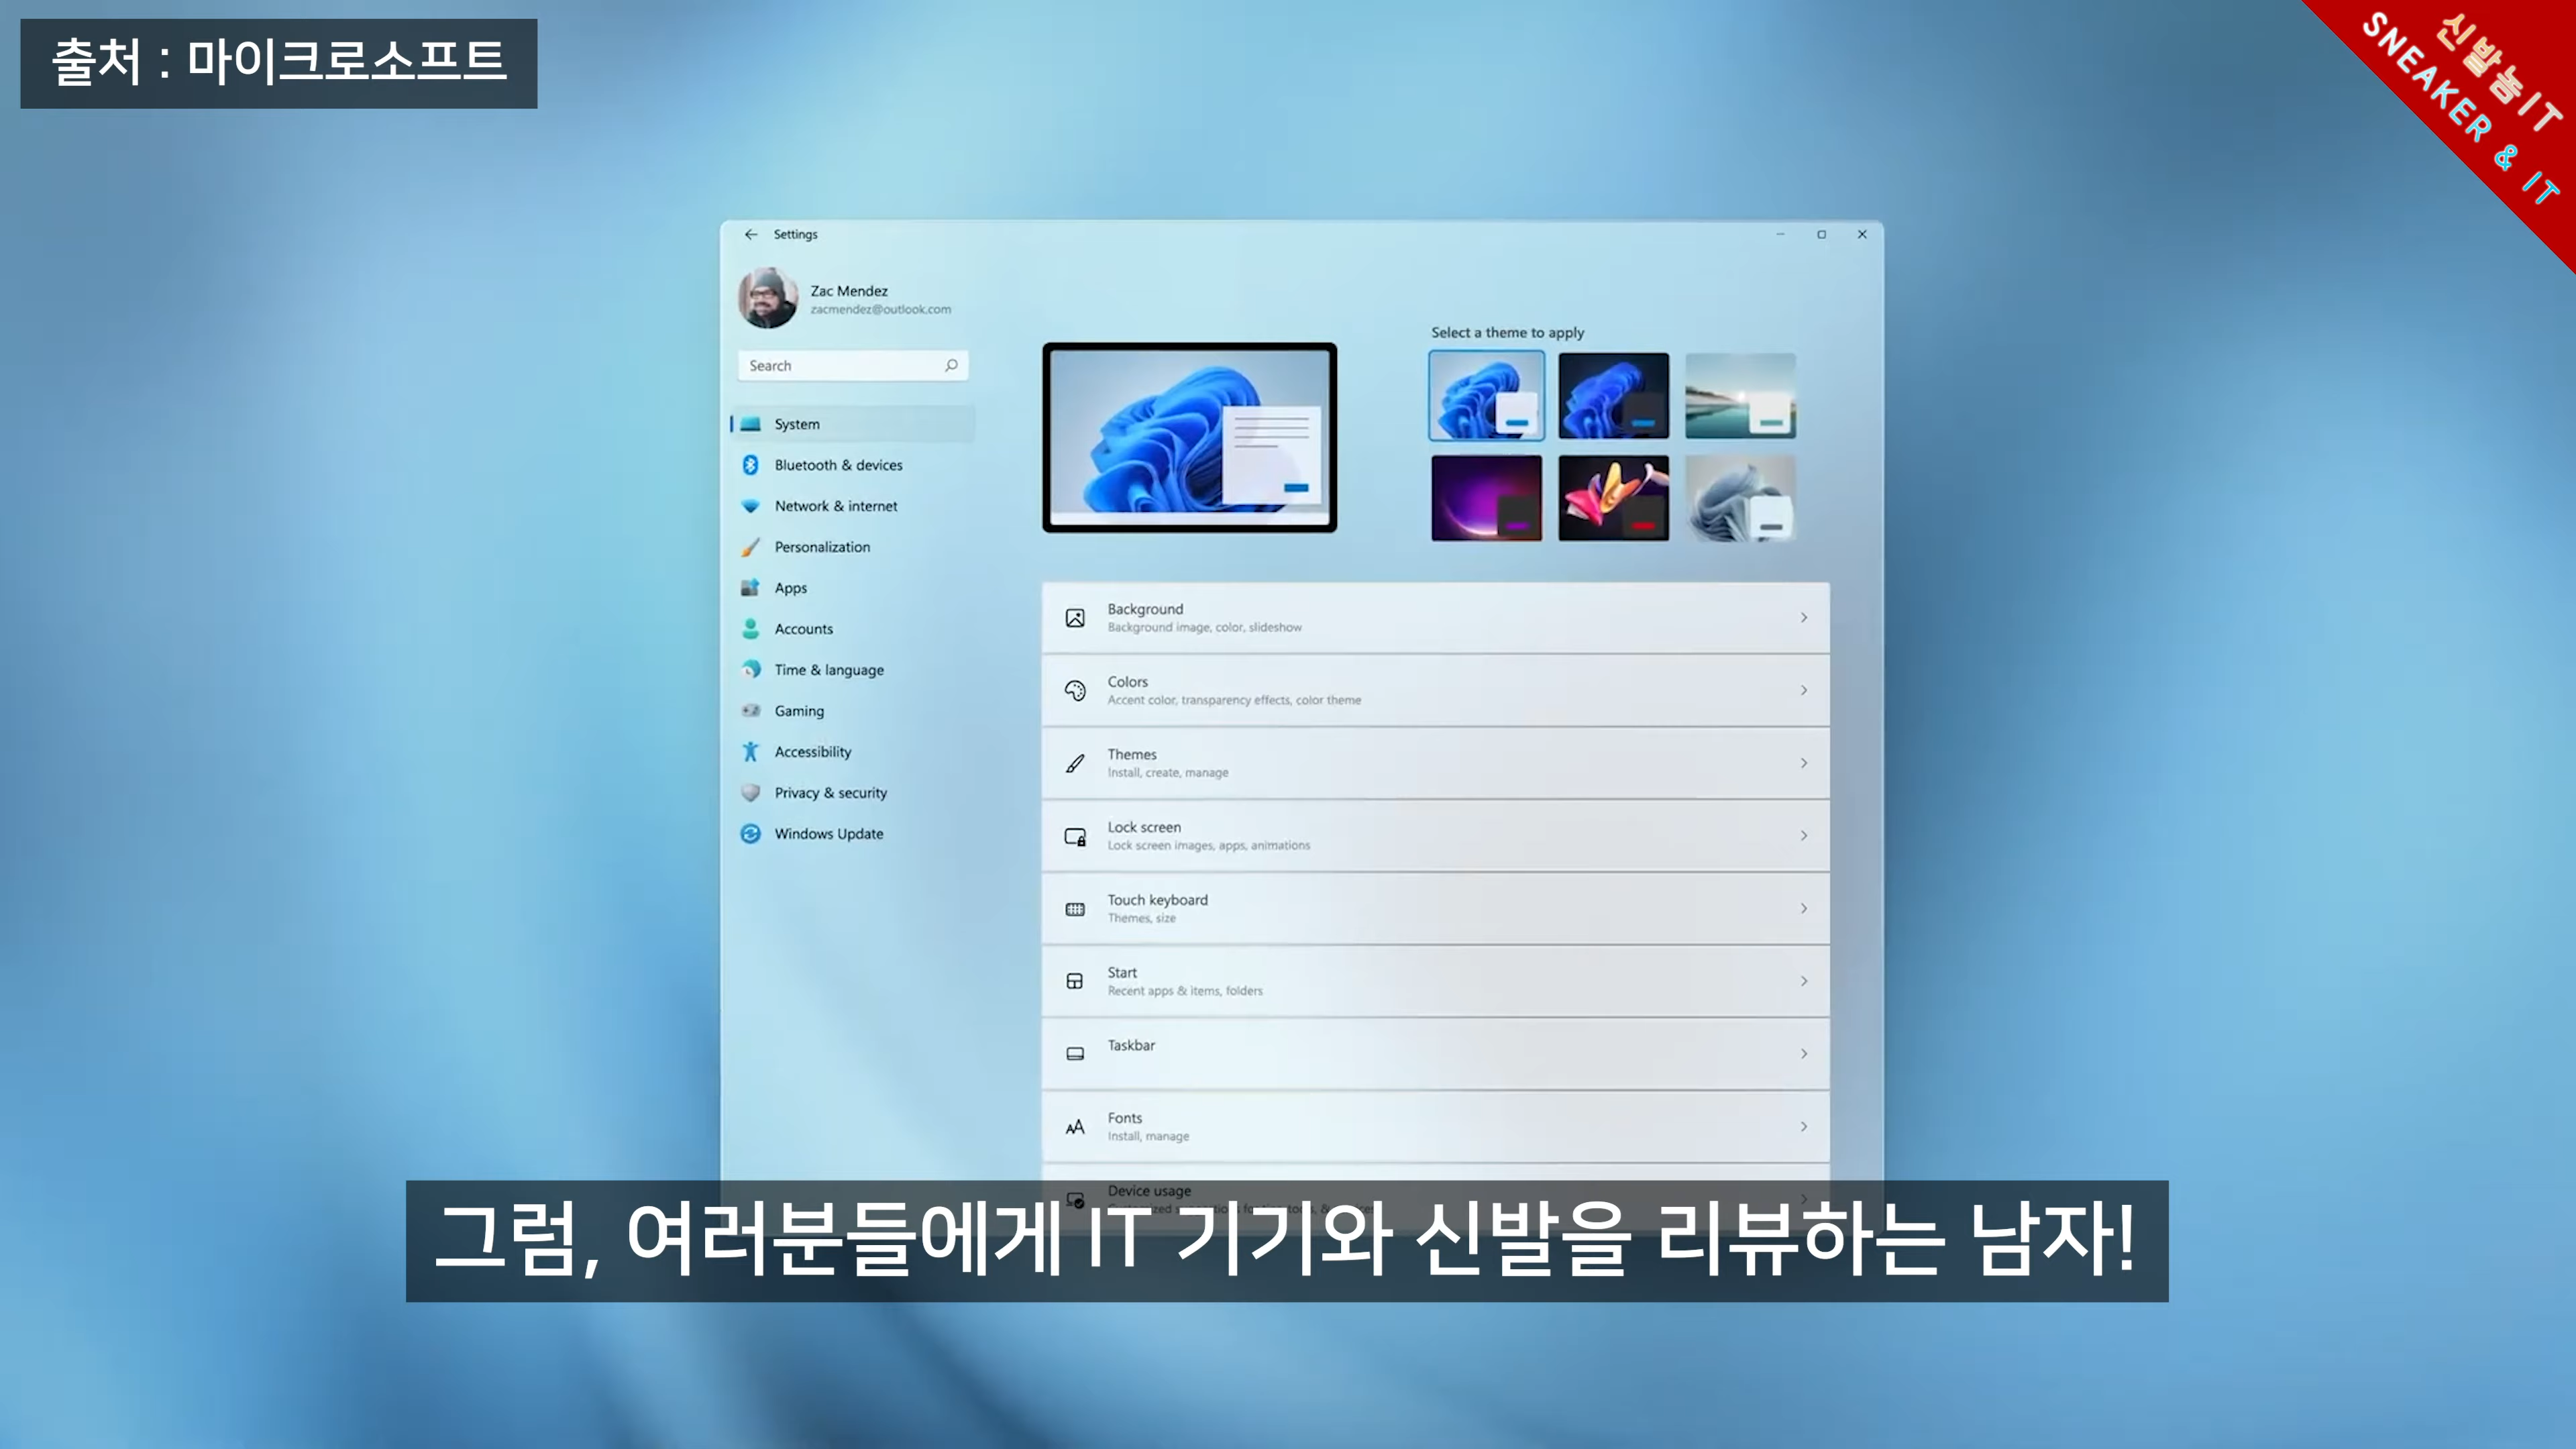 출처 : 마이크로소프트
신발놈IT
SNEAKER & IT
Settings
Zac Mendez
zacmendez@outlook.com
Search
System
Bluetooth & devices
Network & internet
Personalization
Apps
Accounts
Time & language
Gaming
Accessibility
Privacy & security
Windows Update
Select a theme to apply
Background
Background image, color, slideshow
Colors
Accent color, transparency effects, color theme
Themes
Install, create, manage
Lock screen
Lock screen images, apps, animations
Touch keyboard
Themes, size
Start
Recent apps & items, folders
Taskbar
Fonts
Install, manage
Device usage
그럼, 여러분들에게 IT 기기와 신발을 리뷰하는 남자!